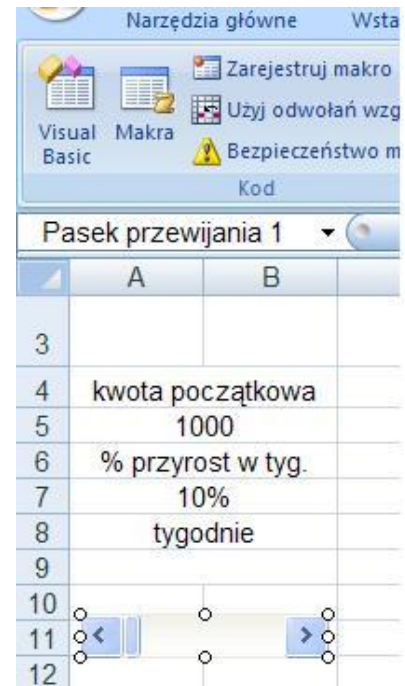 Narzędzia główne Wsta
Visual Basic
Makra
Zarejestruj makro
Użyj odwołań wzg
Bezpieczeństwo m
Kod
Pasek przewijania 1
A B
3
4 kwota początkowa
5 1000
6 % przyrost w tyg.
7 10%
8 tygodnie
9
10
11
12